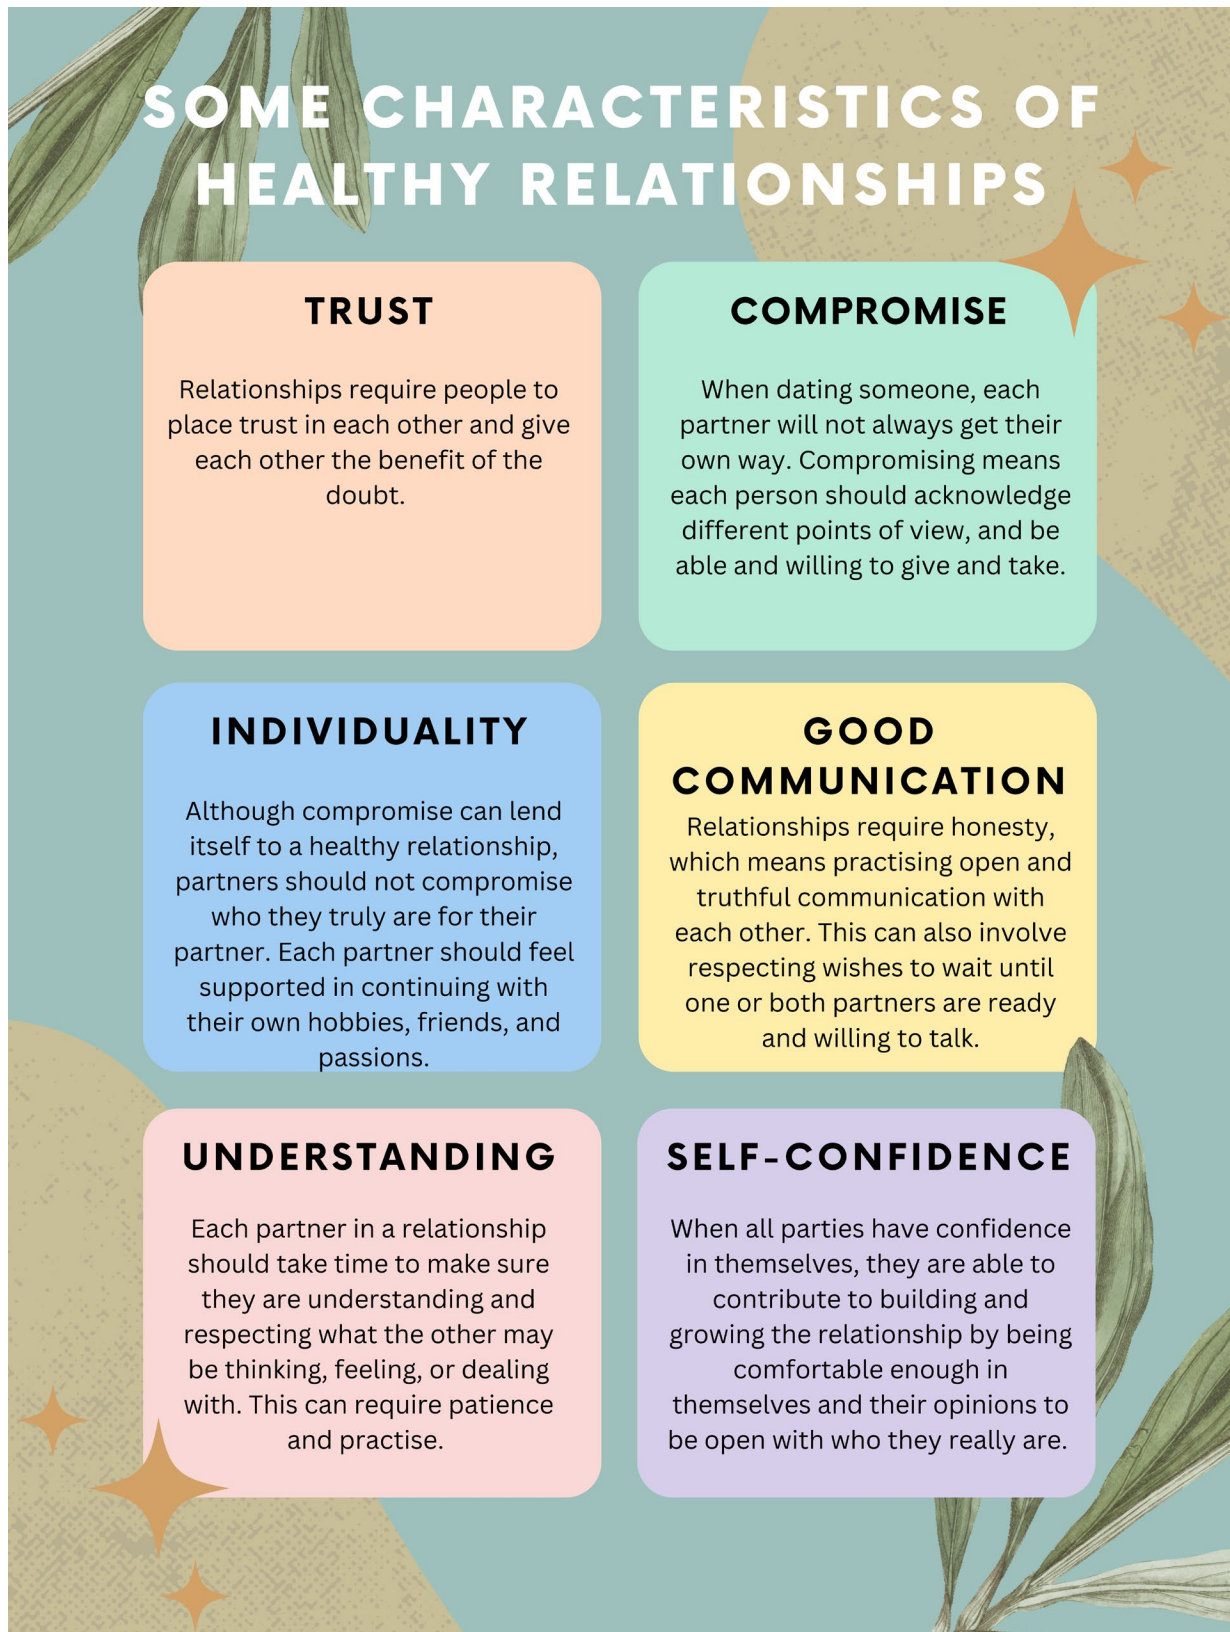 SOME CHARACTERISTICS OF
HEALTHY RELATIONSHIPS
TRUST
Relationships require people to
place trust in each other and give
each other the benefit of the
doubt.
COMPROMISE
When dating someone, each
partner will not always get their
own way. Compromising means
each person should acknowledge
different points of view, and be
able and willing to give and take.
INDIVIDUALITY
Although compromise can lend
itself to a healthy relationship,
partners should not compromise
who they truly are for their
partner. Each partner should feel
supported in continuing with
their own hobbies, friends, and
passions.
GOOD
COMMUNICATION
Relationships require honesty,
which means practising open and
truthful communication with
each other. This can also involve
respecting wishes to wait until
one or both partners are ready
and willing to talk.
UNDERSTANDING
Each partner in a relationship
should take time to make sure
they are understanding and
respecting what the other may
be thinking, feeling, or dealing
with. This can require patience
and practise.
SELF-CONFIDENCE
When all parties have confidence
in themselves, they are able to
contribute to building and
growing the relationship by being
comfortable enough in
themselves and their opinions to
be open with who they really are.